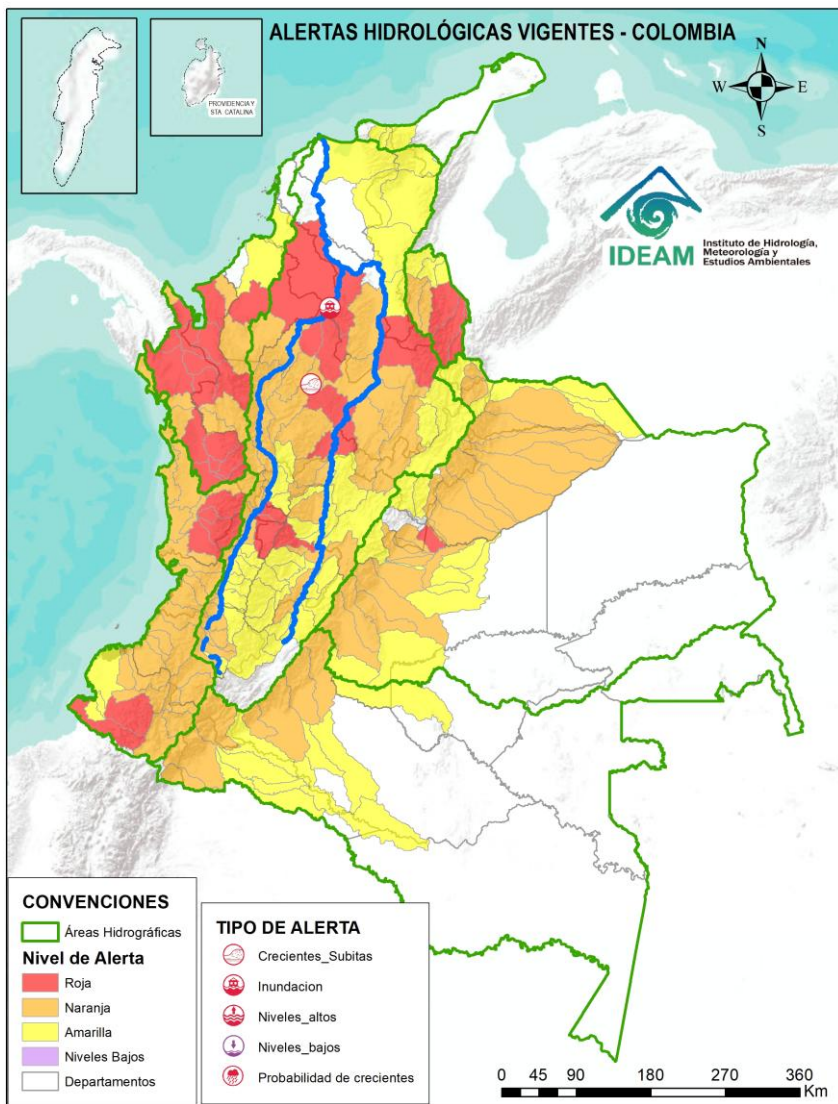 ALERTAS HIDROLÓGICAS VIGENTES - COLOMBIA
PROVIDENCIA Y
STA. CATALINA
N
W
E
S
IDEAM
Instituto de Hidrología,
Meteorología y
Estudios Ambientales
CONVENCIONES
Áreas Hidrográficas
Nivel de Alerta
Roja
Naranja
Amarilla
Niveles Bajos
Departamentos
TIPO DE ALERTA
Crecientes_Subitas
Inundacion
Niveles_altos
Niveles_bajos
Probabilidad de crecientes
0 45 90 180 270 360
Km